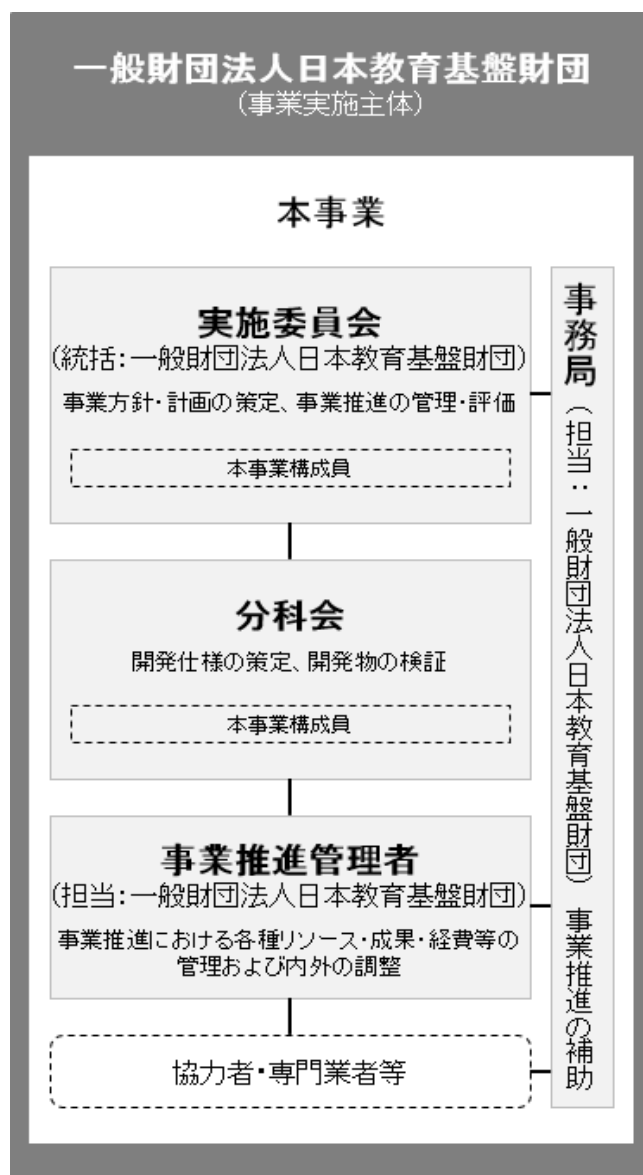 一般財団法人日本教育基盤財団
（事業実施主体）
本事業
実施委員会
(統括:一般財団法人日本教育基盤財団)
事業方針・計画の策定、事業推進の管理・評価
本事業構成員
分科会
開発仕様の策定、開発物の検証
本事業構成員
事業推進管理者
(担当:一般財団法人日本教育基盤財団)
事業推進における各種リソース・成果・経費等の
管理および内外の調整
協力者・専門業者等
事務局（担当：一般財団法人日本教育基盤財団）事業推進の補助